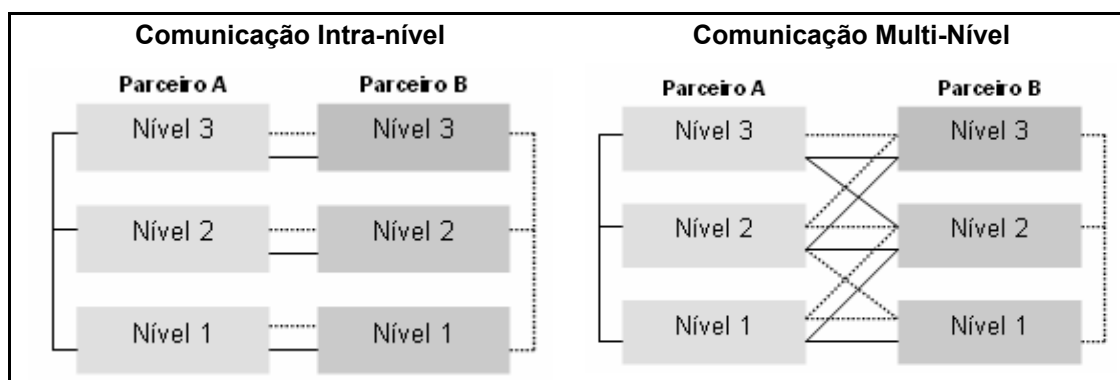 Comunicação Intra-nível
Parceiro A Parceiro B
Nível 3 Nível 3
Nível 2 Nível 2
Nível 1 Nível 1
Comunicação Multi-Nível
Parceiro A Parceiro B
Nível 3 Nível 3
Nível 2 Nível 2
Nível 1 Nível 1